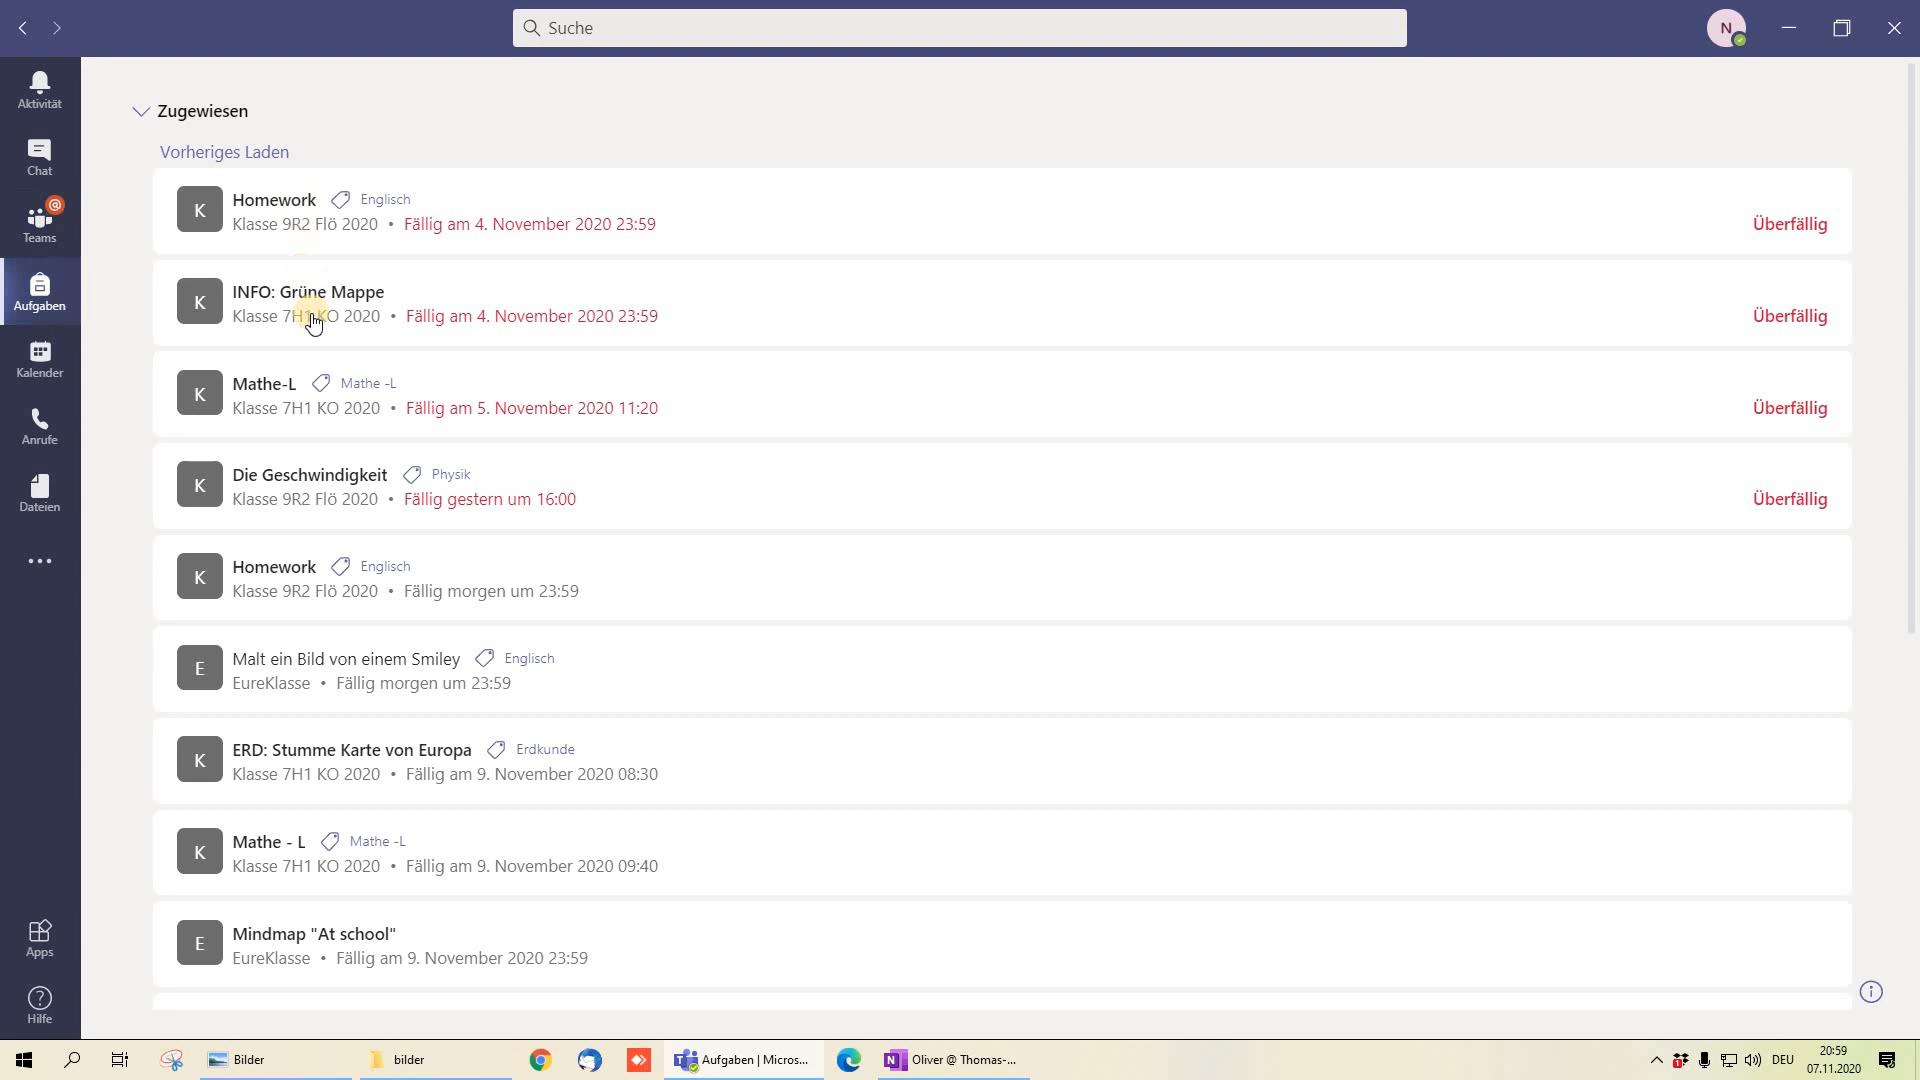 Suche
N
Aktivität
Chat
@
Teams
Aufgaben
Kalender
Anrufe
Dateien
Apps
Hilfe
Zugewiesen
Vorheriges Laden
K
Homework Englisch
Klasse 9R2 Flö 2020 • Fällig am 4. November 2020 23:59
Überfällig
K
INFO: Grüne Mappe
Klasse 7H1 KO 2020 • Fällig am 4. November 2020 23:59
Überfällig
K
Mathe-L Mathe -L
Klasse 7H1 KO 2020 • Fällig am 5. November 2020 11:20
Überfällig
K
Die Geschwindigkeit Physik
Klasse 9R2 Flö 2020 • Fällig gestern um 16:00
Überfällig
K
Homework Englisch
Klasse 9R2 Flö 2020 • Fällig morgen um 23:59
E
Malt ein Bild von einem Smiley Englisch
EureKlasse • Fällig morgen um 23:59
K
ERD: Stumme Karte von Europa Erdkunde
Klasse 7H1 KO 2020 • Fällig am 9. November 2020 08:30
K
Mathe - L Mathe -L
Klasse 7H1 KO 2020 • Fällig am 9. November 2020 09:40
E
Mindmap "At school"
EureKlasse • Fällig am 9. November 2020 23:59
Bilder
bilder
Aufgaben | Micros...
Oliver @ Thomas-...
DEU
20:59
07.11.2020